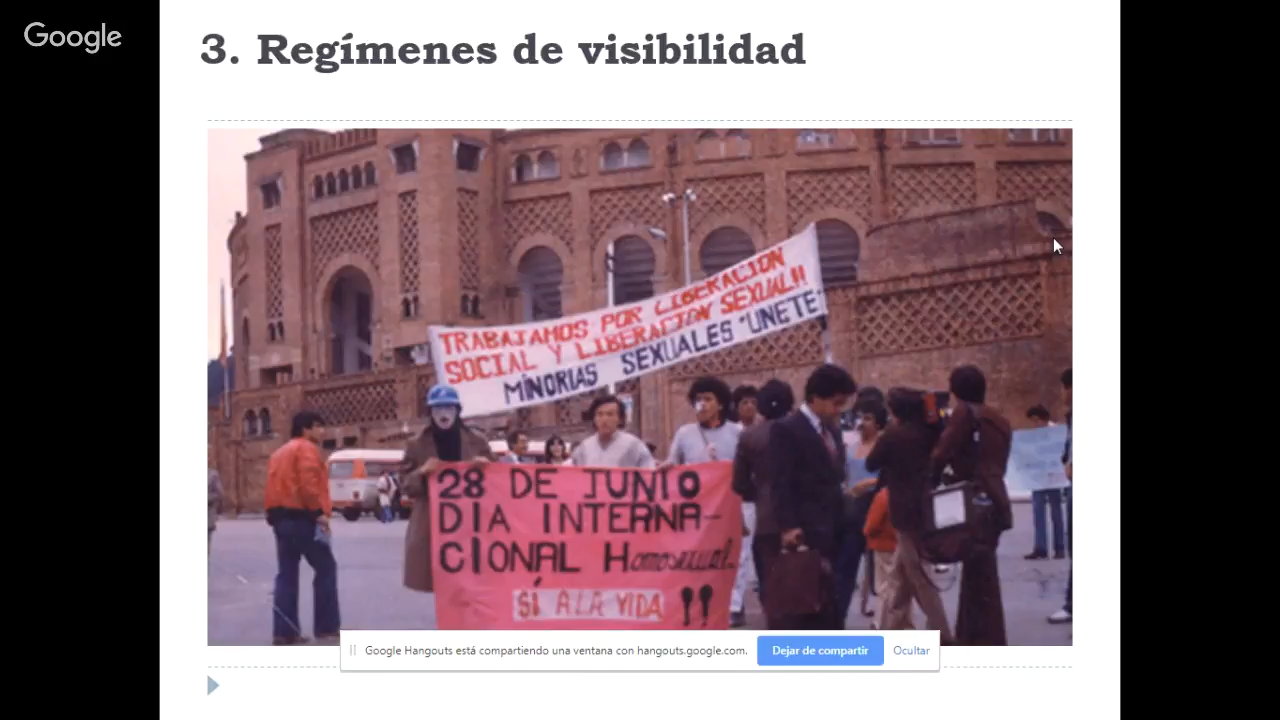 Google
3. Regímenes de visibilidad
TRABAJAMOS POR LIBERACION
SOCIAL Y LIBERACION SEXUAL!!
MINORIAS SEXUALES "UNETE"
28 DE JUNIO
DIA INTERNA-
CIONAL Homosexual.
SÍ A LA VIDA !!
Google Hangouts está compartiendo una ventana con hangouts.google.com.
Dejar de compartir
Ocultar